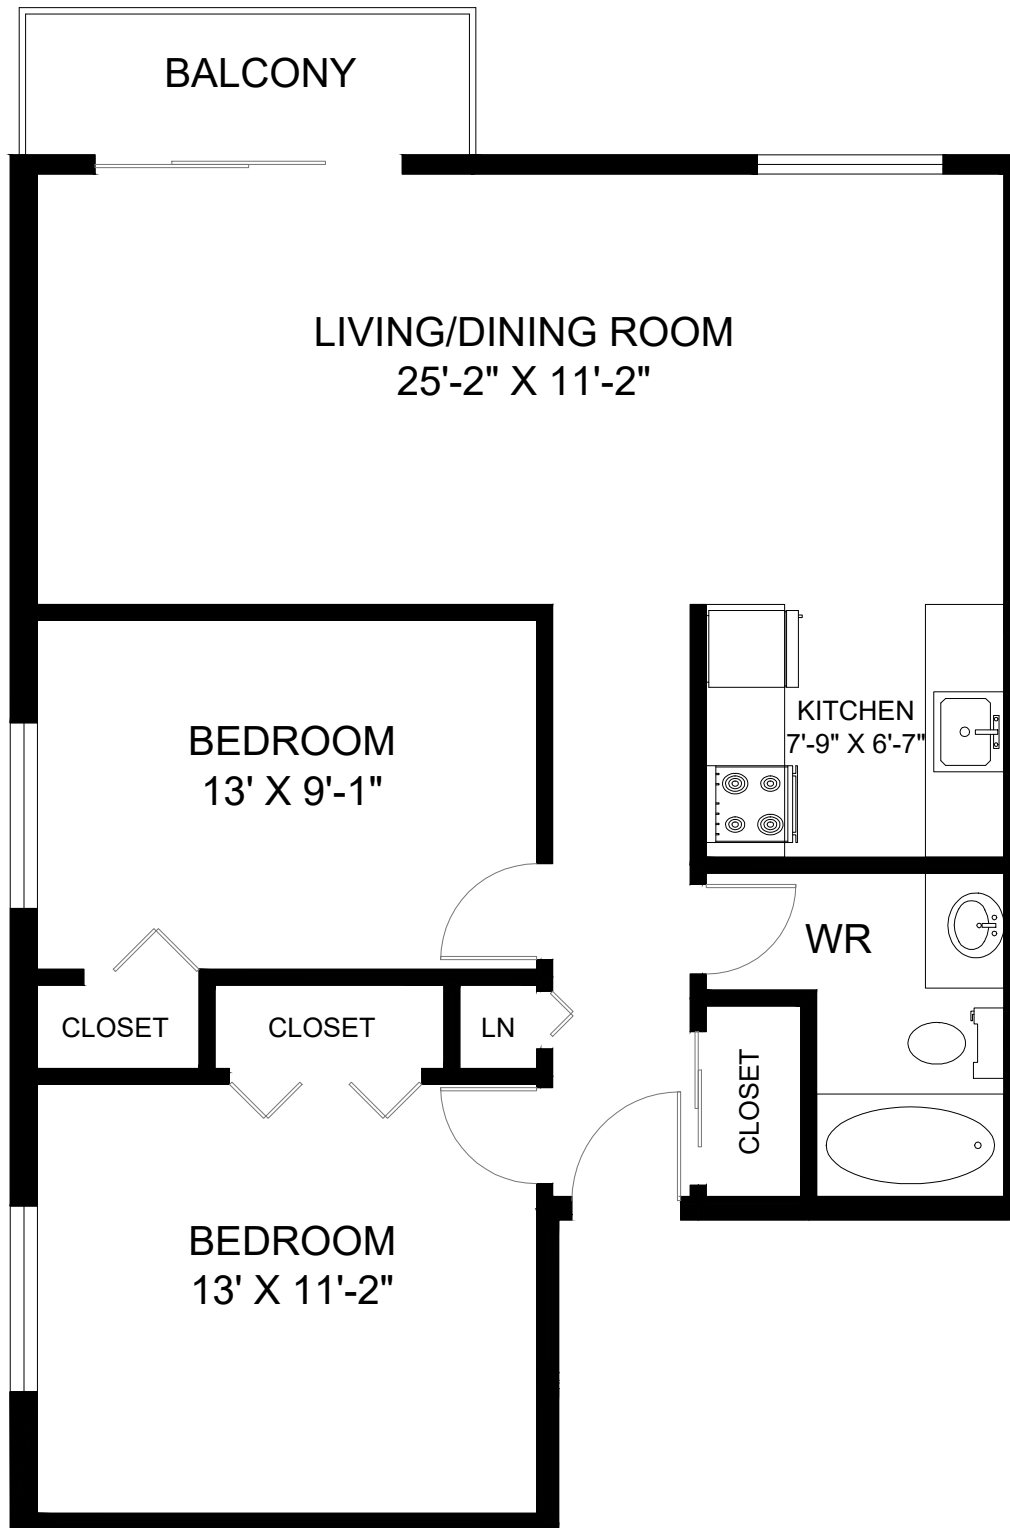 BALCONY
LIVING/DINING ROOM
25'-2" X 11'-2"
KITCHEN
7'-9" X 6'-7"
BEDROOM
13' X 9'-1"
WR
CLOSET
CLOSET
LN
CLOSET
BEDROOM
13' X 11'-2"